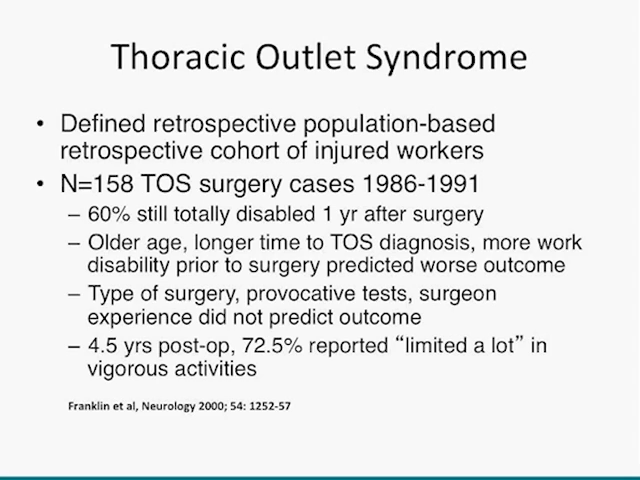 Thoracic Outlet Syndrome
• Defined retrospective population-based
retrospective cohort of injured workers
• N=158 TOS surgery cases 1986-1991
– 60% still totally disabled 1 yr after surgery
– Older age, longer time to TOS diagnosis, more work
disability prior to surgery predicted worse outcome
– Type of surgery, provocative tests, surgeon
experience did not predict outcome
– 4.5 yrs post-op, 72.5% reported “limited a lot” in
vigorous activities
Franklin et al, Neurology 2000; 54: 1252-57